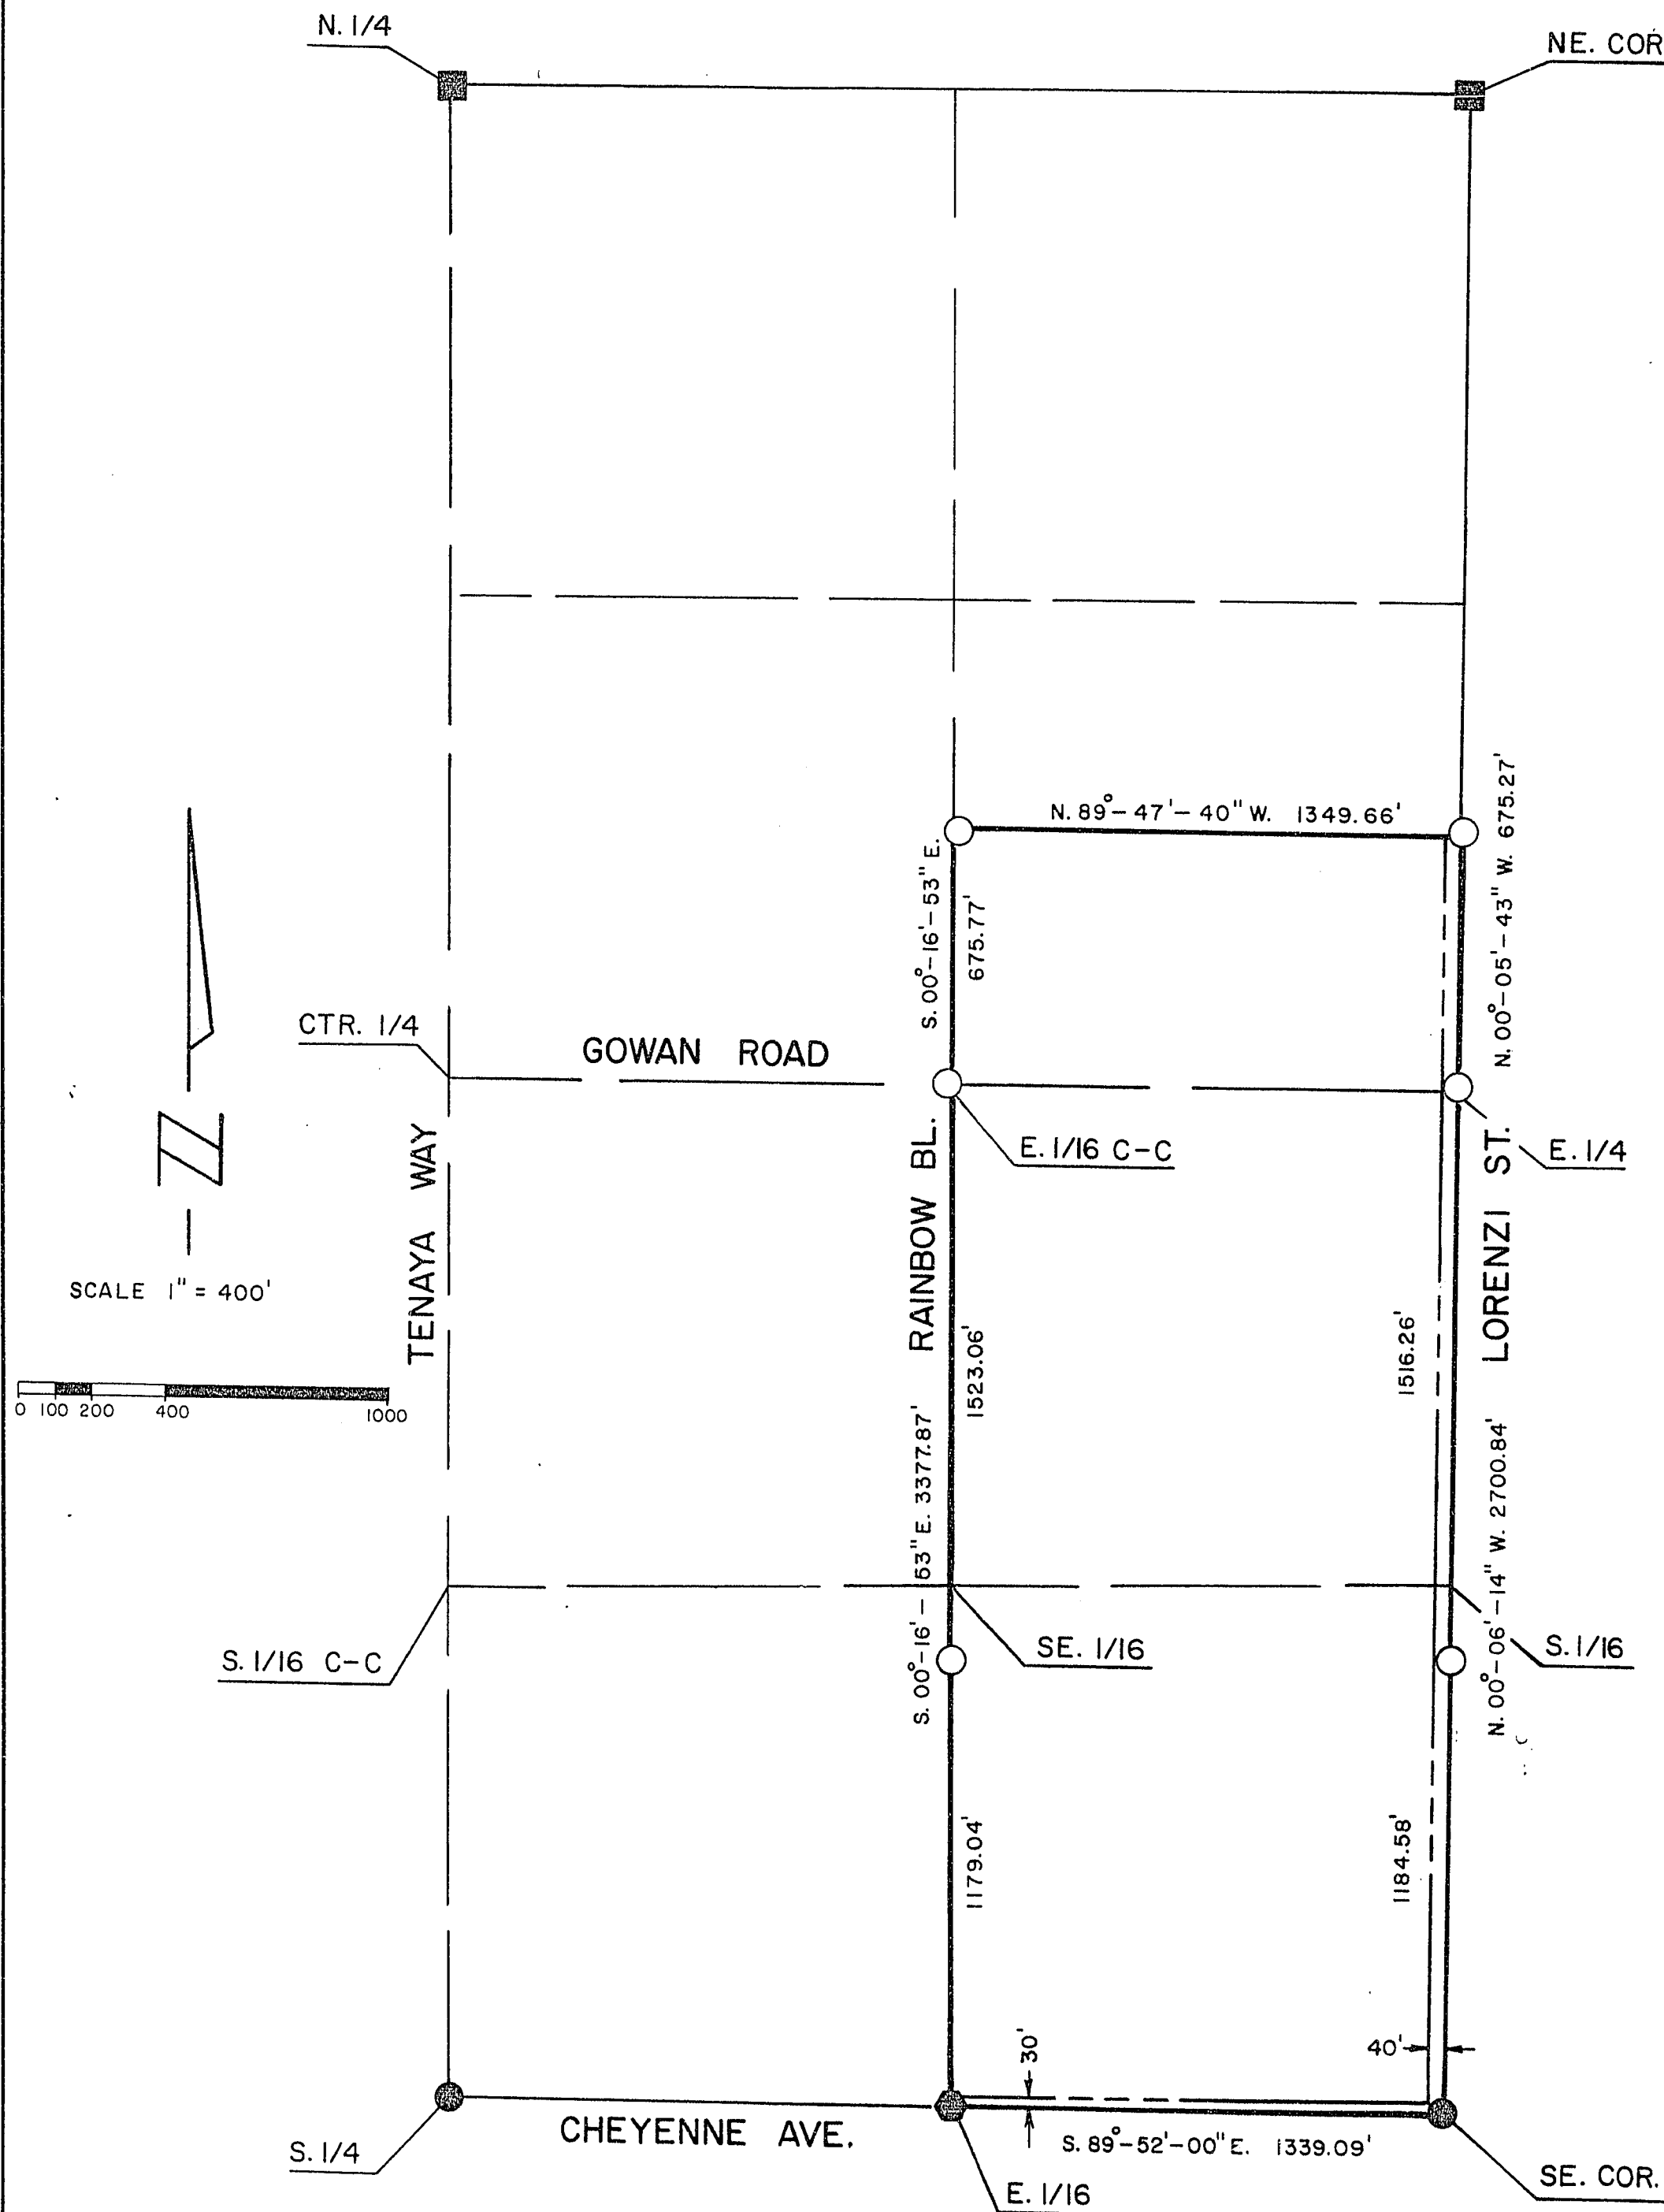 N. 1/4
NE. COR
N. 89°-47'-40" W. 1349.66'
S. 00°-16'-53" E.
675.77'
N. 00°-05'-43" W. 675.27'
CTR. 1/4
GOWAN ROAD
E. 1/16 C-C
E. 1/4
TENAYA WAY
RAINBOW BL.
LORENZI ST.
N
SCALE 1" = 400'
0 100 200 400 1000
1523.06'
1516.26'
S. 00°-16'-53" E. 3377.87'
N. 00°-06'-14" W. 2700.84'
S. 1/16 C-C
SE. 1/16
S. 1/16
1179.04'
1184.58'
30'
40'
CHEYENNE AVE.
S. 89°-52'-00" E. 1339.09'
S. 1/4
E. 1/16
SE. COR.